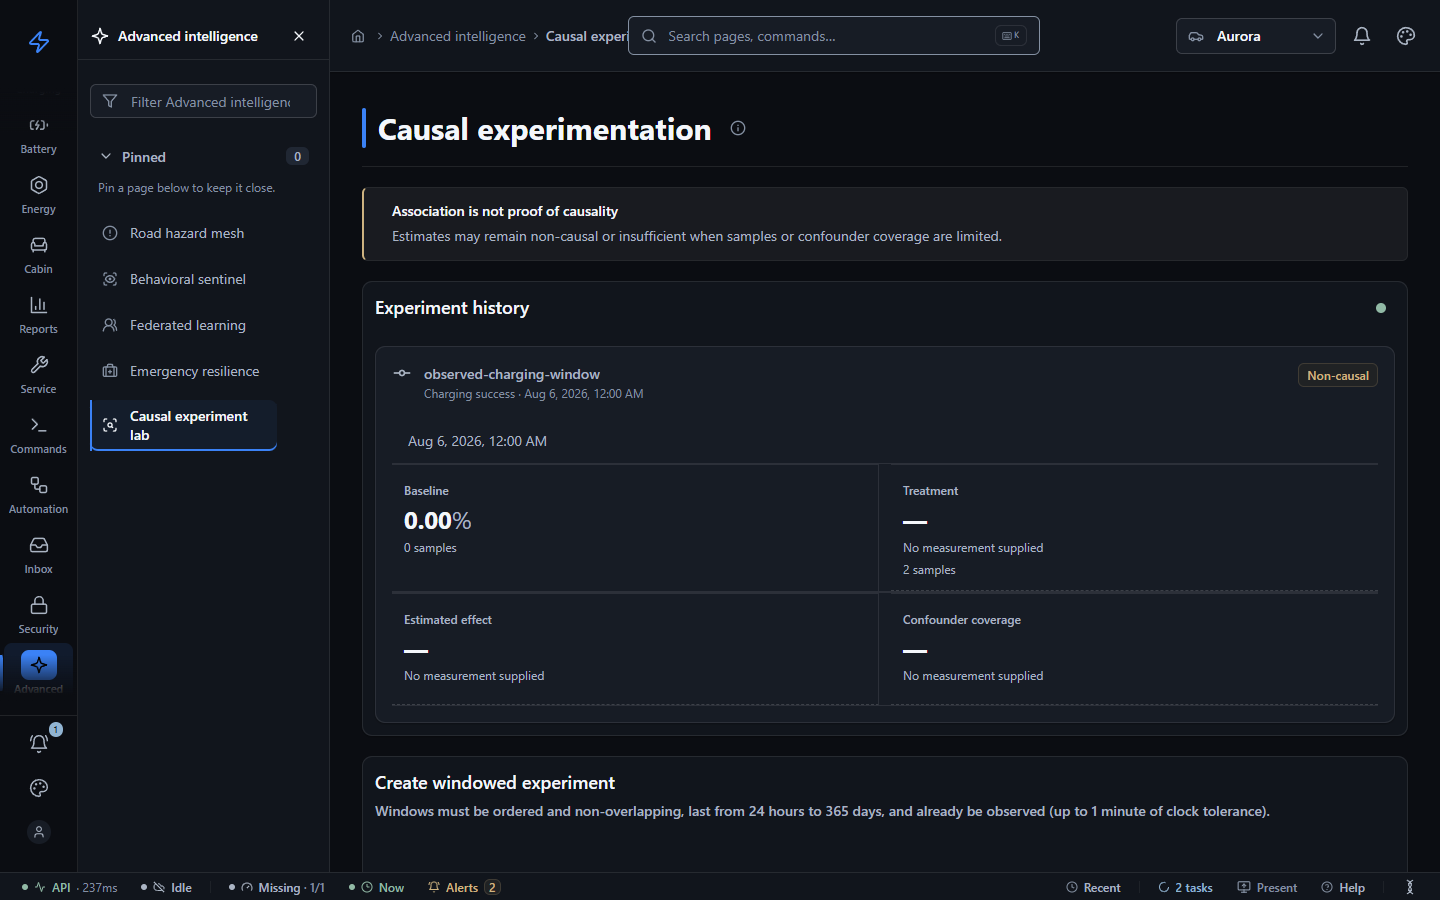 Advanced intelligence
Filter Advanced intelligenc
Pinned
0
Pin a page below to keep it close.
Road hazard mesh
Behavioral sentinel
Federated learning
Emergency resilience
Causal experiment
lab
Battery
Energy
Cabin
Reports
Service
Commands
Automation
Inbox
Security
Advanced
1
Advanced intelligence
Causal experi
Search pages, commands...
K
Aurora
Causal experimentation
Association is not proof of causality
Estimates may remain non-causal or insufficient when samples or confounder coverage are limited.
Experiment history
observed-charging-window
Charging success · Aug 6, 2026, 12:00 AM
Non-causal
Aug 6, 2026, 12:00 AM
Baseline
0.00%
0 samples
Treatment
—
No measurement supplied
2 samples
Estimated effect
—
No measurement supplied
Confounder coverage
—
No measurement supplied
Create windowed experiment
Windows must be ordered and non-overlapping, last from 24 hours to 365 days, and already be observed (up to 1 minute of clock tolerance).
API · 237ms
Idle
Missing · 1/1
Now
Alerts 2
Recent
2 tasks
Present
Help